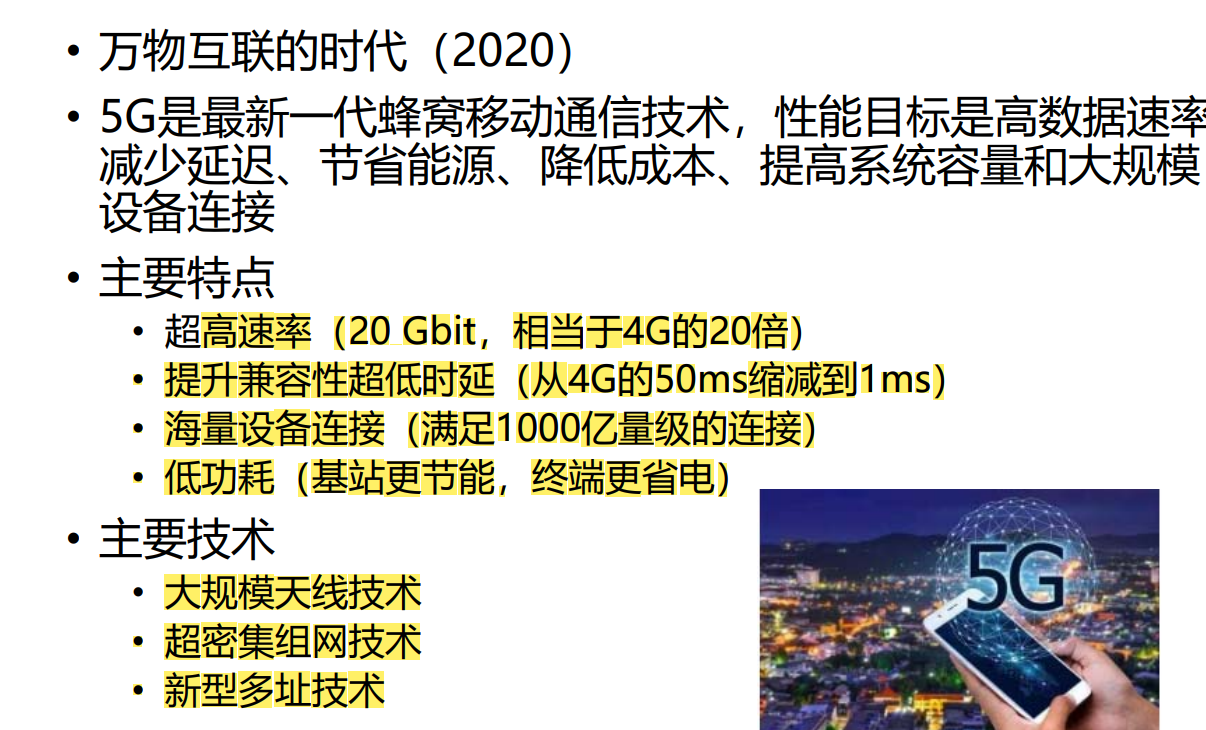 • 万物互联的时代（2020）
• 5G是最新一代蜂窝移动通信技术，性能目标是高数据速率
减少延迟、节省能源、降低成本、提高系统容量和大规模
设备连接
• 主要特点
• 超高速率（20 Gbit，相当于4G的20倍）
• 提升兼容性超低时延（从4G的50ms缩减到1ms）
• 海量设备连接（满足1000亿量级的连接）
• 低功耗（基站更节能，终端更省电）
• 主要技术
• 大规模天线技术
• 超密集组网技术
• 新型多址技术
5G